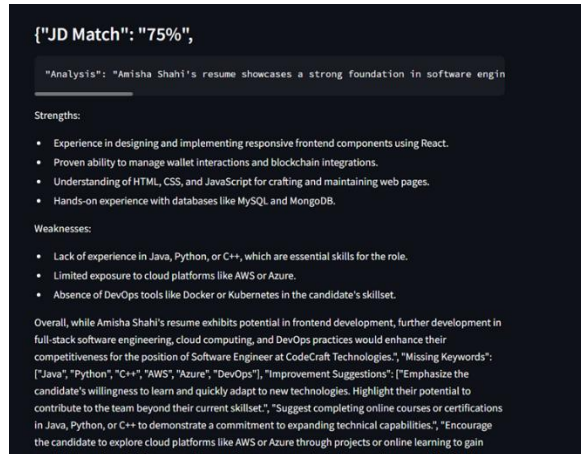 {"JD Match": "75%",
"Analysis": "Amisha Shahi's resume showcases a strong foundation in software engin
Strengths:
• Experience in designing and implementing responsive frontend components using React.
• Proven ability to manage wallet interactions and blockchain integrations.
• Understanding of HTML, CSS, and JavaScript for crafting and maintaining web pages.
• Hands-on experience with databases like MySQL and MongoDB.
Weaknesses:
• Lack of experience in Java, Python, or C++, which are essential skills for the role.
• Limited exposure to cloud platforms like AWS or Azure.
• Absence of DevOps tools like Docker or Kubernetes in the candidate's skillset.
Overall, while Amisha Shahi's resume exhibits potential in frontend development, further development in
full-stack software engineering, cloud computing, and DevOps practices would enhance their
competitiveness for the position of Software Engineer at CodeCraft Technologies.", "Missing Keywords":
["Java", "Python", "C++", "AWS", "Azure", "DevOps"], "Improvement Suggestions": ["Emphasize the
candidate's willingness to learn and quickly adapt to new technologies. Highlight their potential to
contribute to the team beyond their current skillset.", "Suggest completing online courses or certifications
in Java, Python, or C++ to demonstrate a commitment to expanding technical capabilities.", "Encourage
the candidate to explore cloud platforms like AWS or Azure through projects or online learning to gain